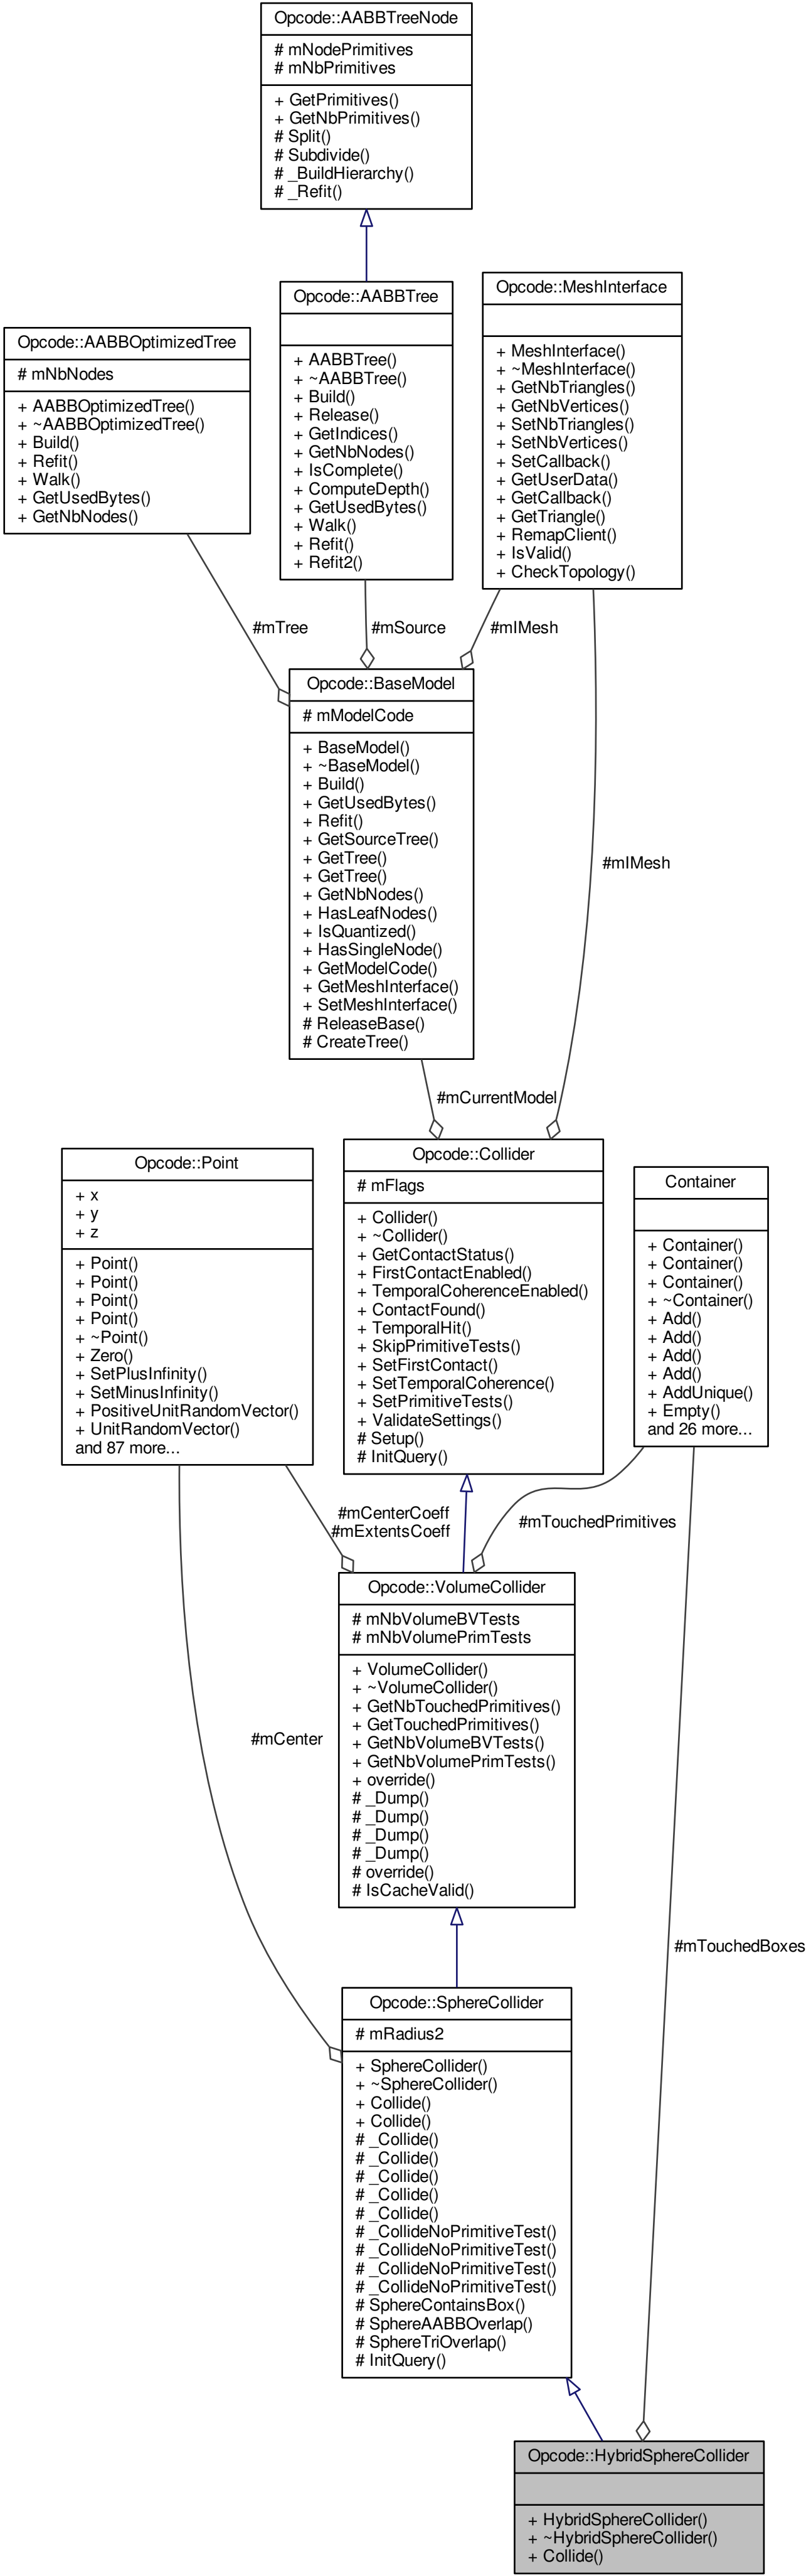 Opcode::AABBTreeNode
# mNodePrimitives
# mNbPrimitives
+ GetPrimitives()
+ GetNbPrimitives()
# Split()
# Subdivide()
# _BuildHierarchy()
# _Refit()
Opcode::AABBTree
+ AABBTree()
+ ~AABBTree()
+ Build()
+ Release()
+ GetIndices()
+ GetNbNodes()
+ IsComplete()
+ ComputeDepth()
+ GetUsedBytes()
+ Walk()
+ Refit()
+ Refit2()
Opcode::MeshInterface
+ MeshInterface()
+ ~MeshInterface()
+ GetNbTriangles()
+ GetNbVertices()
+ SetNbTriangles()
+ SetNbVertices()
+ SetCallback()
+ GetUserData()
+ GetCallback()
+ GetTriangle()
+ RemapClient()
+ IsValid()
+ CheckTopology()
Opcode::AABBOptimizedTree
# mNbNodes
+ AABBOptimizedTree()
+ ~AABBOptimizedTree()
+ Build()
+ Refit()
+ Walk()
+ GetUsedBytes()
+ GetNbNodes()
#mTree
#mSource
#mIMesh
Opcode::BaseModel
# mModelCode
+ BaseModel()
+ ~BaseModel()
+ Build()
+ GetUsedBytes()
+ Refit()
+ GetSourceTree()
+ GetTree()
+ GetTree()
+ GetNbNodes()
+ HasLeafNodes()
+ IsQuantized()
+ HasSingleNode()
+ GetModelCode()
+ GetMeshInterface()
+ SetMeshInterface()
# ReleaseBase()
# CreateTree()
#mIMesh
#mCurrentModel
Opcode::Point
+ x
+ y
+ z
+ Point()
+ Point()
+ Point()
+ Point()
+ ~Point()
+ Zero()
+ SetPlusInfinity()
+ SetMinusInfinity()
+ PositiveUnitRandomVector()
+ UnitRandomVector()
and 87 more...
Opcode::Collider
# mFlags
+ Collider()
+ ~Collider()
+ GetContactStatus()
+ FirstContactEnabled()
+ TemporalCoherenceEnabled()
+ ContactFound()
+ TemporalHit()
+ SkipPrimitiveTests()
+ SetFirstContact()
+ SetTemporalCoherence()
+ SetPrimitiveTests()
+ ValidateSettings()
# Setup()
# InitQuery()
Container
+ Container()
+ Container()
+ Container()
+ ~Container()
+ Add()
+ Add()
+ Add()
+ Add()
+ AddUnique()
+ Empty()
and 26 more...
#mCenterCoeff
#mExtentsCoeff
#mTouchedPrimitives
Opcode::VolumeCollider
# mNbVolumeBVTests
# mNbVolumePrimTests
+ VolumeCollider()
+ ~VolumeCollider()
+ GetNbTouchedPrimitives()
+ GetTouchedPrimitives()
+ GetNbVolumeBVTests()
+ GetNbVolumePrimTests()
+ override()
# _Dump()
# _Dump()
# _Dump()
# _Dump()
# override()
# IsCacheValid()
#mCenter
#mTouchedBoxes
Opcode::SphereCollider
# mRadius2
+ SphereCollider()
+ ~SphereCollider()
+ Collide()
+ Collide()
# _Collide()
# _Collide()
# _Collide()
# _Collide()
# _Collide()
# _CollideNoPrimitiveTest()
# _CollideNoPrimitiveTest()
# _CollideNoPrimitiveTest()
# _CollideNoPrimitiveTest()
# SphereContainsBox()
# SphereAABBOverlap()
# SphereTriOverlap()
# InitQuery()
Opcode::HybridSphereCollider
+ HybridSphereCollider()
+ ~HybridSphereCollider()
+ Collide()